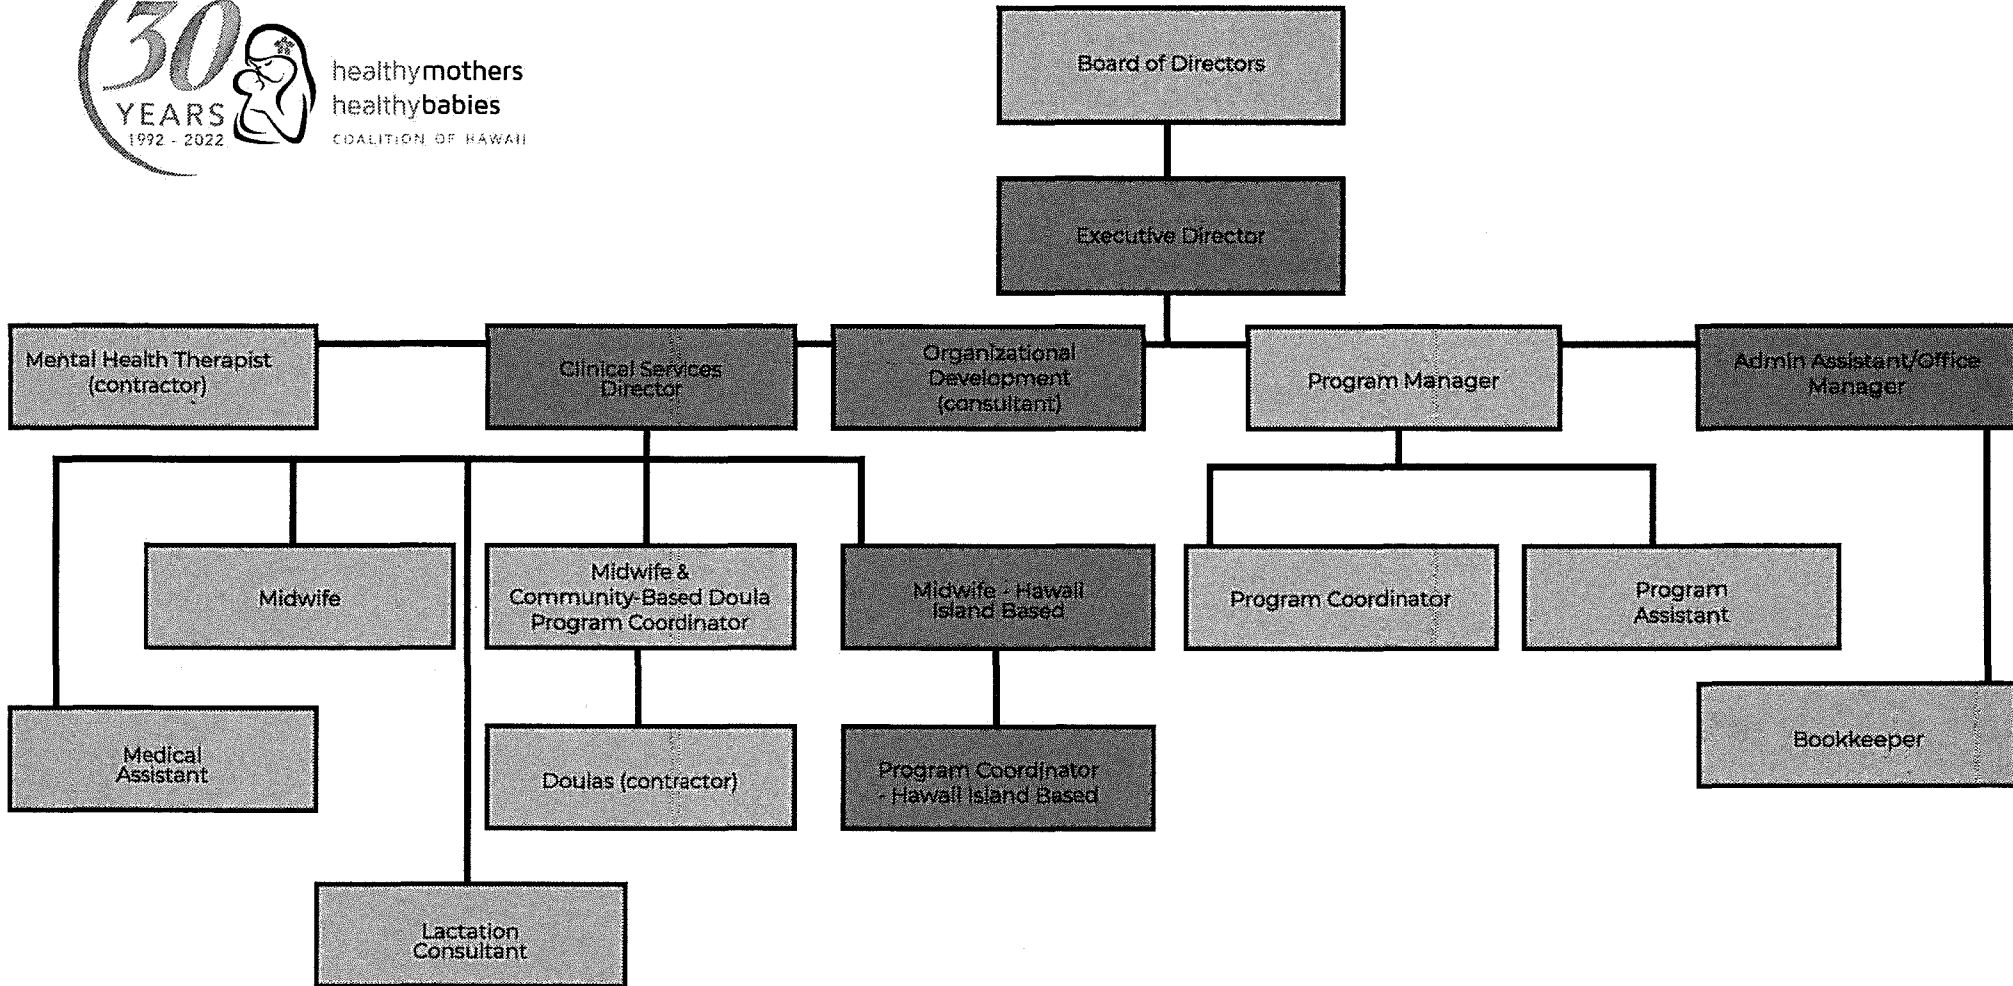 30
YEARS
1992 - 2022
healthymothers
healthybabies
COALITION OF HAWAII
Board of Directors
Executive Director
Mental Health Therapist
(contractor)
Clinical Services
Director
Organizational
Development
(consultant)
Program Manager
Admin Assistant/Office
Manager
Midwife
Midwife &
Community-Based Doula
Program Coordinator
Midwife - Hawaii
Island Based
Program Coordinator
Program
Assistant
Medical
Assistant
Doulas (contractor)
Program Coordinator
- Hawaii Island Based
Bookkeeper
Lactation
Consultant